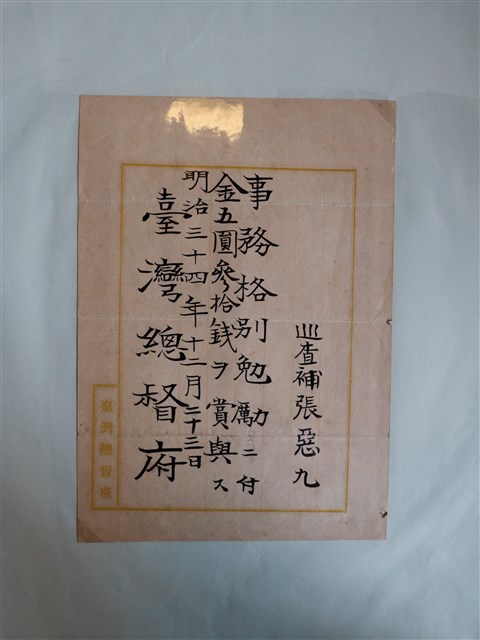 巡査補張惡九
事務格別勉勵ニ付
金五圓參拾錢ヲ賞與ス
明治三十四年十二月二十三日
臺灣總督府
臺灣總督府